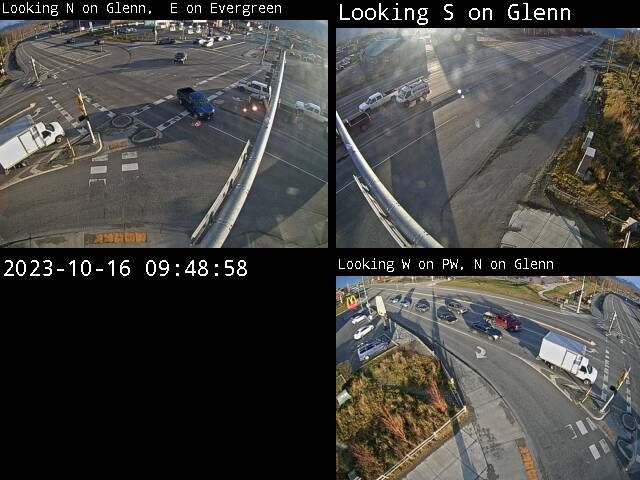 Looking N on Glenn,  E on Evergreen
Looking S on Glenn
2023-10-16 09:48:58
Looking W on PW, N on Glenn